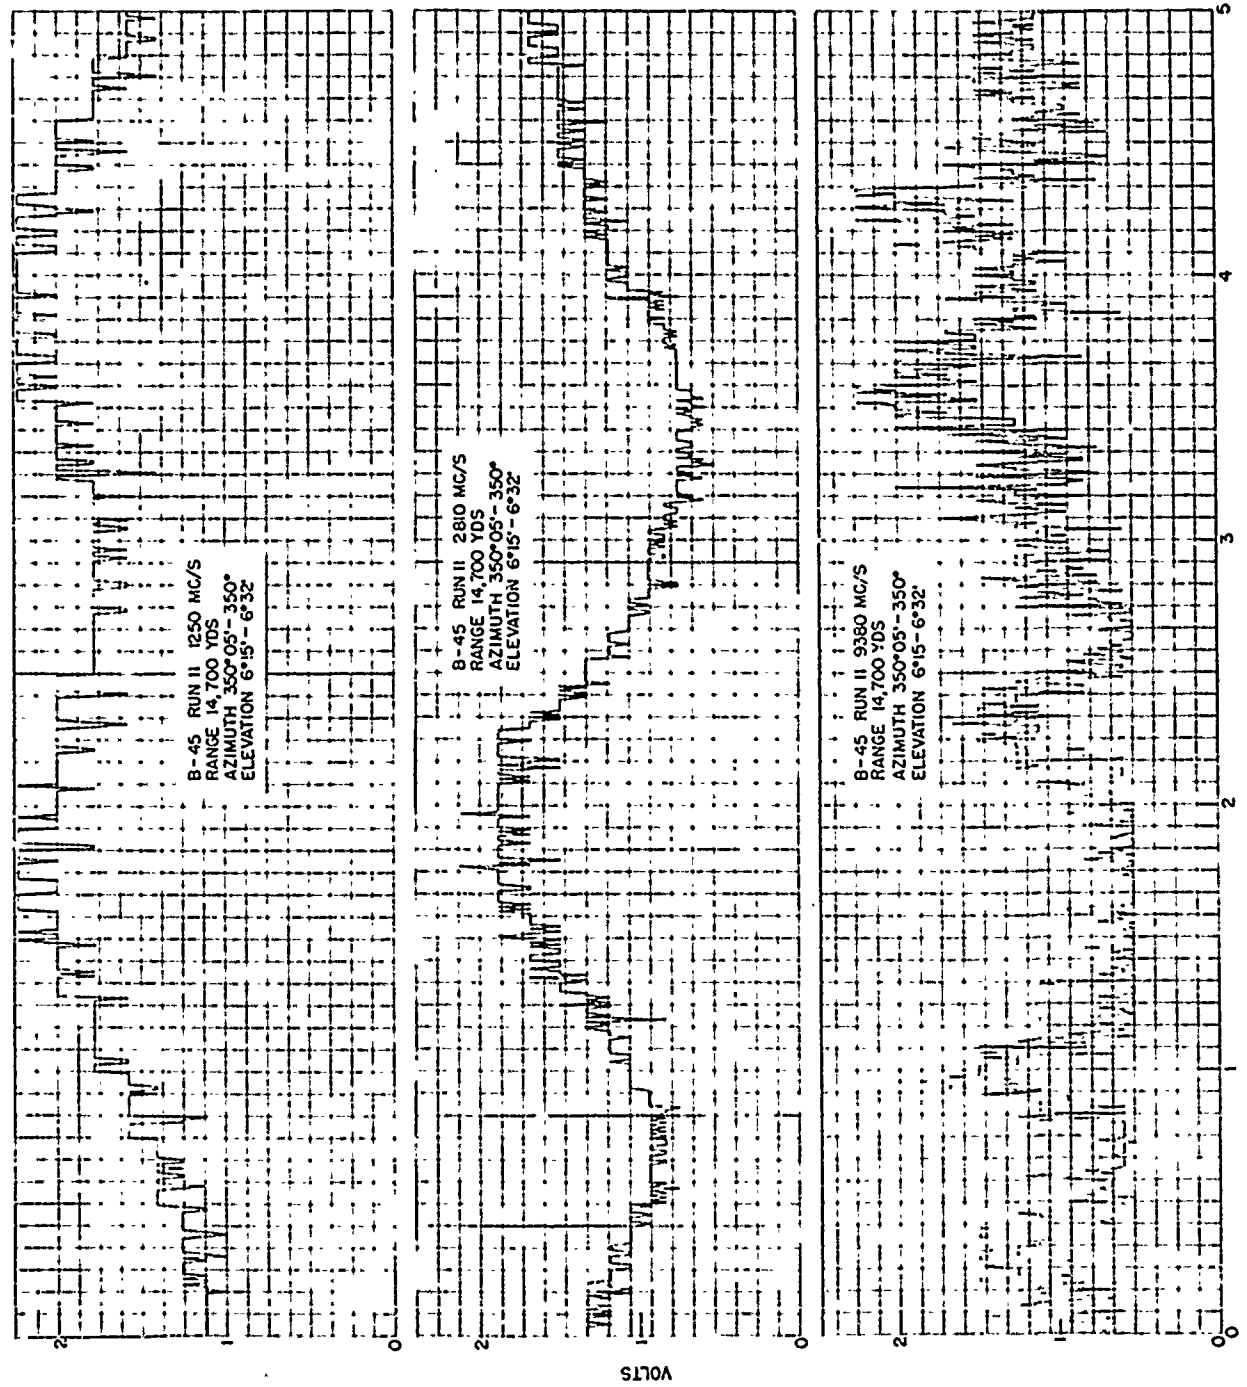 B-45 RUN 11 1250 MC/S
RANGE 14,700 YDS
AZIMUTH 350°05'-350°
ELEVATION 6°15'-6°32'
2
1
0
B-45 RUN 11 2810 MC/S
RANGE 14,700 YDS
AZIMUTH 350°05'-350°
ELEVATION 6°15'-6°32'
2
1
0
VOLTS
B-45 RUN 11 9380 MC/S
RANGE 14,700 YDS
AZIMUTH 350°05'-350°
ELEVATION 6°15'-6°32'
2
1
0
0
1
2
3
4
5